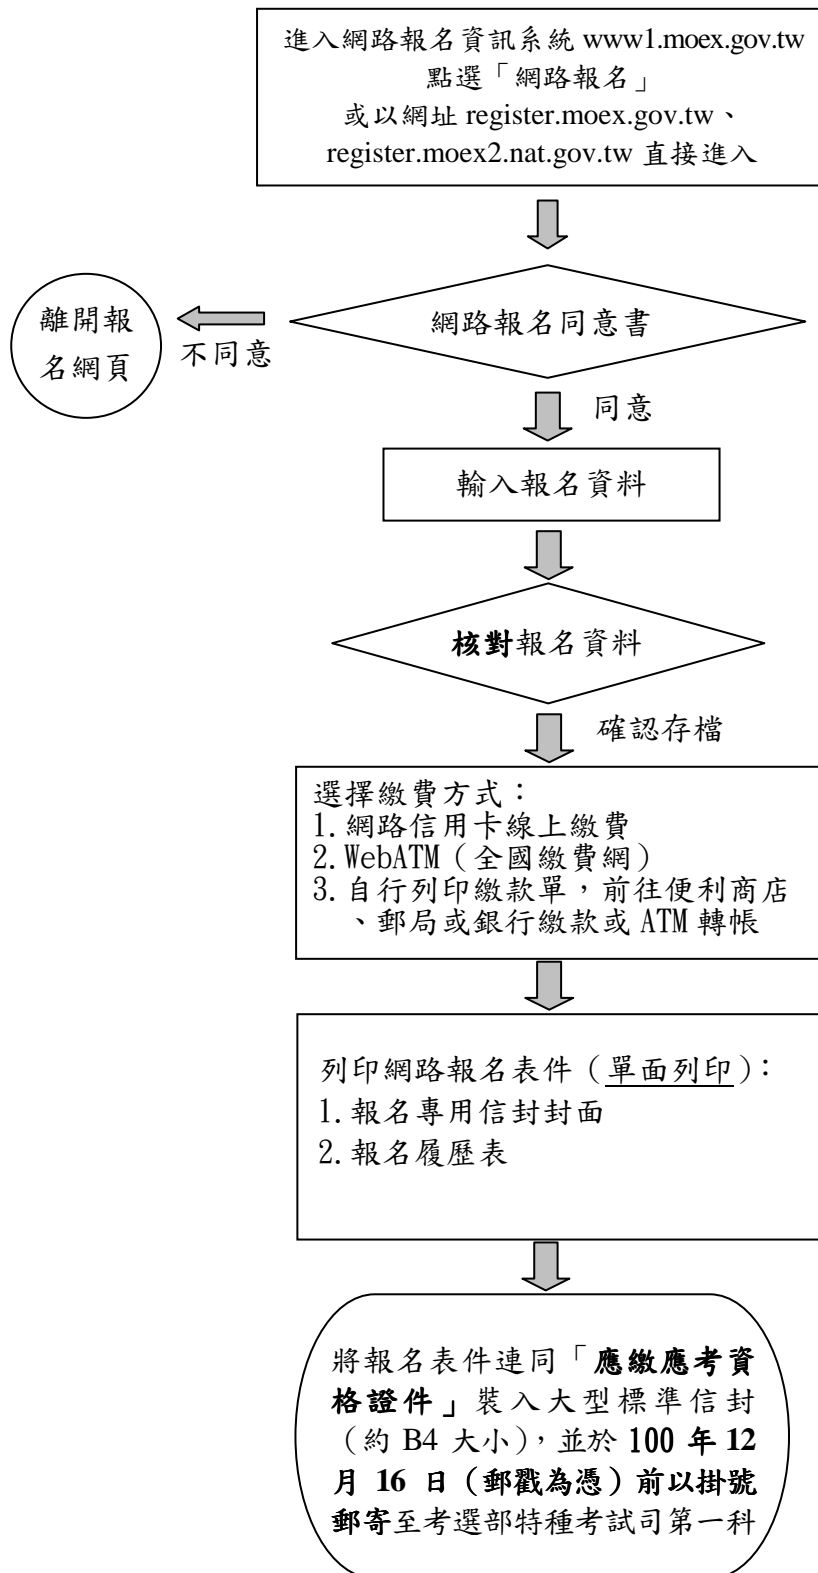 進入網路報名資訊系統 www1.moex.gov.tw
點選「網路報名」
或以網址 register.moex.gov.tw、
register.moex2.nat.gov.tw 直接進入
網路報名同意書
離開報
名網頁
不同意
同意
輸入報名資料
核對報名資料
確認存檔
選擇繳費方式：
1.網路信用卡線上繳費
2.WebATM（全國繳費網）
3.自行列印繳款單，前往便利商店
、郵局或銀行繳款或 ATM 轉帳
列印網路報名表件（單面列印）：
1.報名專用信封封面
2.報名履歷表
將報名表件連同「應繳應考資
格證件」裝入大型標準信封
（約 B4 大小），並於 100 年 12
月 16 日（郵戳為憑）前以掛號
郵寄至考選部特種考試司第一科